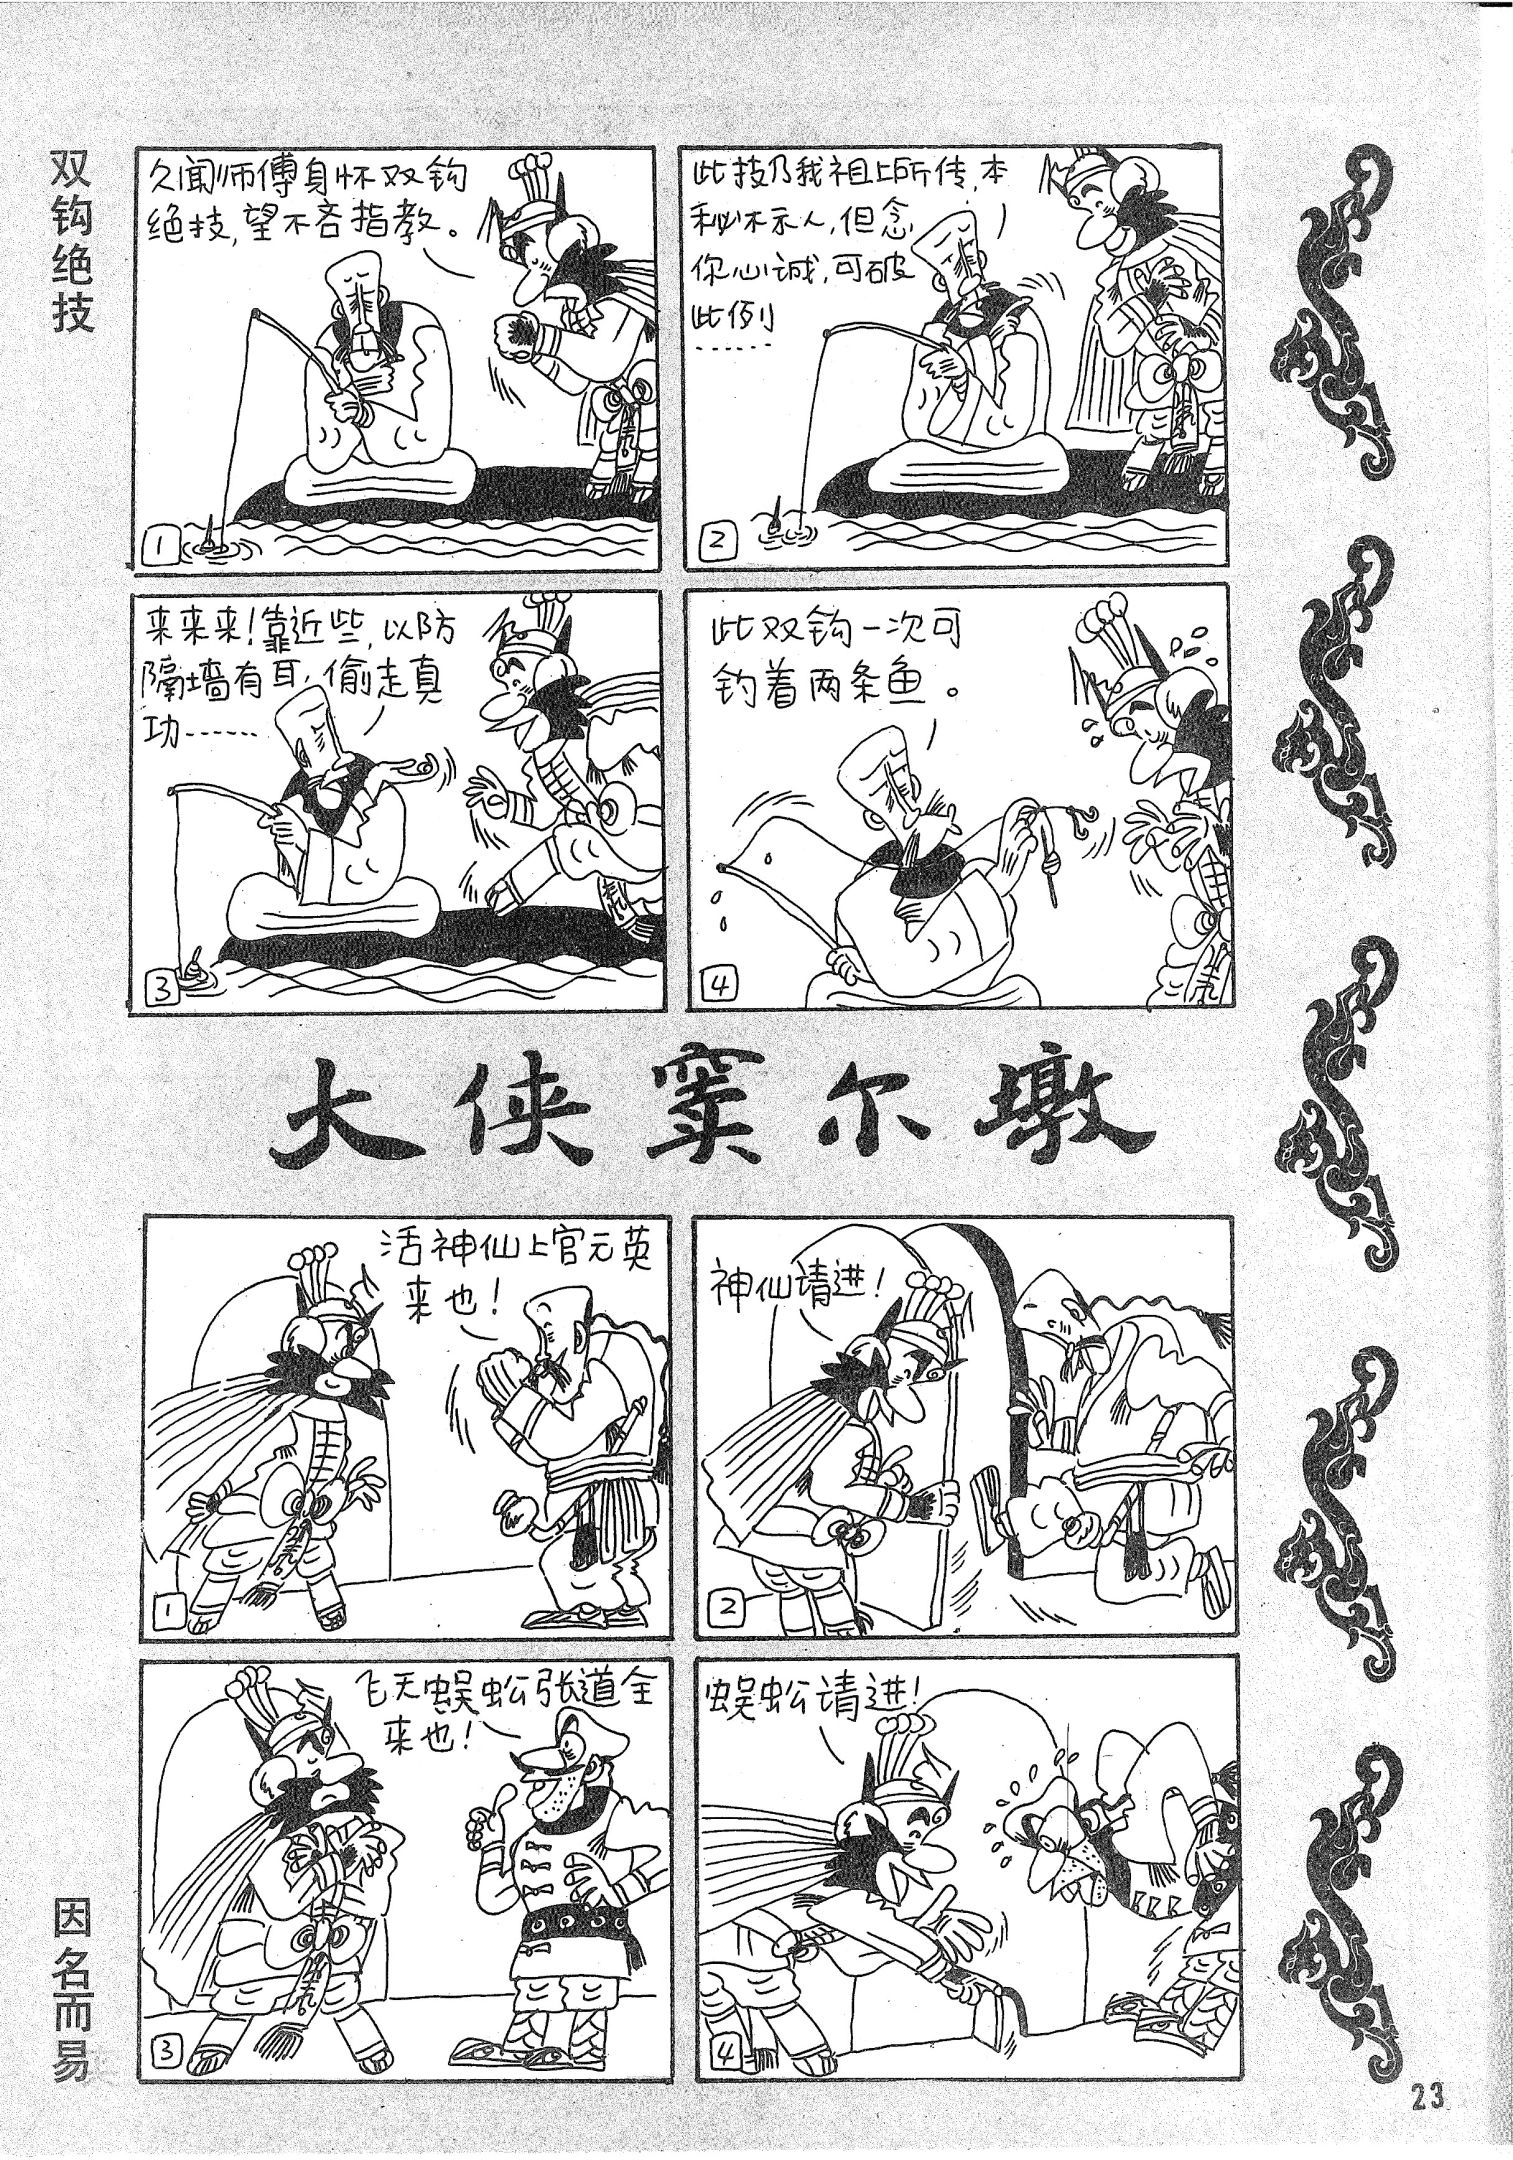 双钩绝技
久闻师傅身怀双钩
绝技,望不吝指教。
1
此技乃我祖上所传,本
秘不示人,但念
你心诚,可破
此例
……
2
来来来!靠近些,以防
隔墙有耳,偷走真
功……
3
此双钩一次可
钓着两条鱼。
4
大侠窦尔墩
因名而易
活神仙上官元英
来也!
1
神仙请进!
2
飞天蜈蚣张道全
来也!
3
蜈蚣请进!
4
23